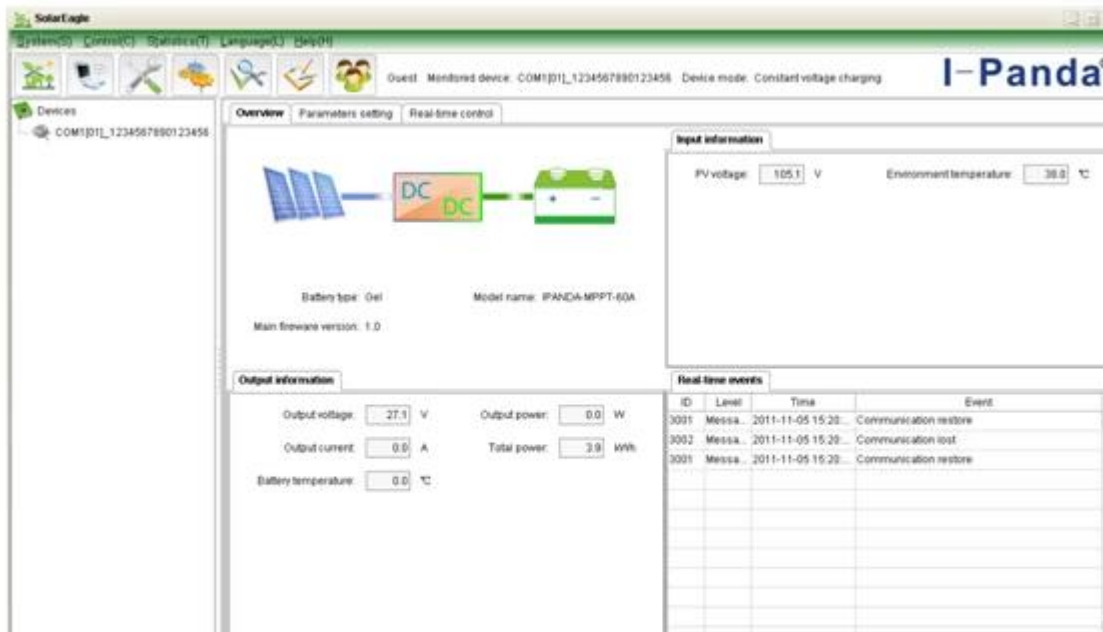 SolarEagle
System(S) Control(C) Statistics(T) Language(L) Help(H)
Guest Monitored device: COM1[01]_1234567890123456 Device mode: Constant voltage charging
I-Panda
Devices
COM1[01]_1234567890123456
Overview Parameters setting Real-time control
DC
DC
+ −
Battery type: Gel Model name: IPANDA-MPPT-60A
Main fireware version: 1.0
Input information
PV voltage: 105.1 V Environment temperature: 38.0 ℃
Output information
Output voltage: 27.1 V Output power: 0.0 W
Output current: 0.0 A Total power: 3.9 kWh
Battery temperature: 0.0 ℃
Real-time events
ID Level Time Event
3001 Messa... 2011-11-05 15:20:... Communication restore
3002 Messa... 2011-11-05 15:20:... Communication lost
3001 Messa... 2011-11-05 15:20:... Communication restore